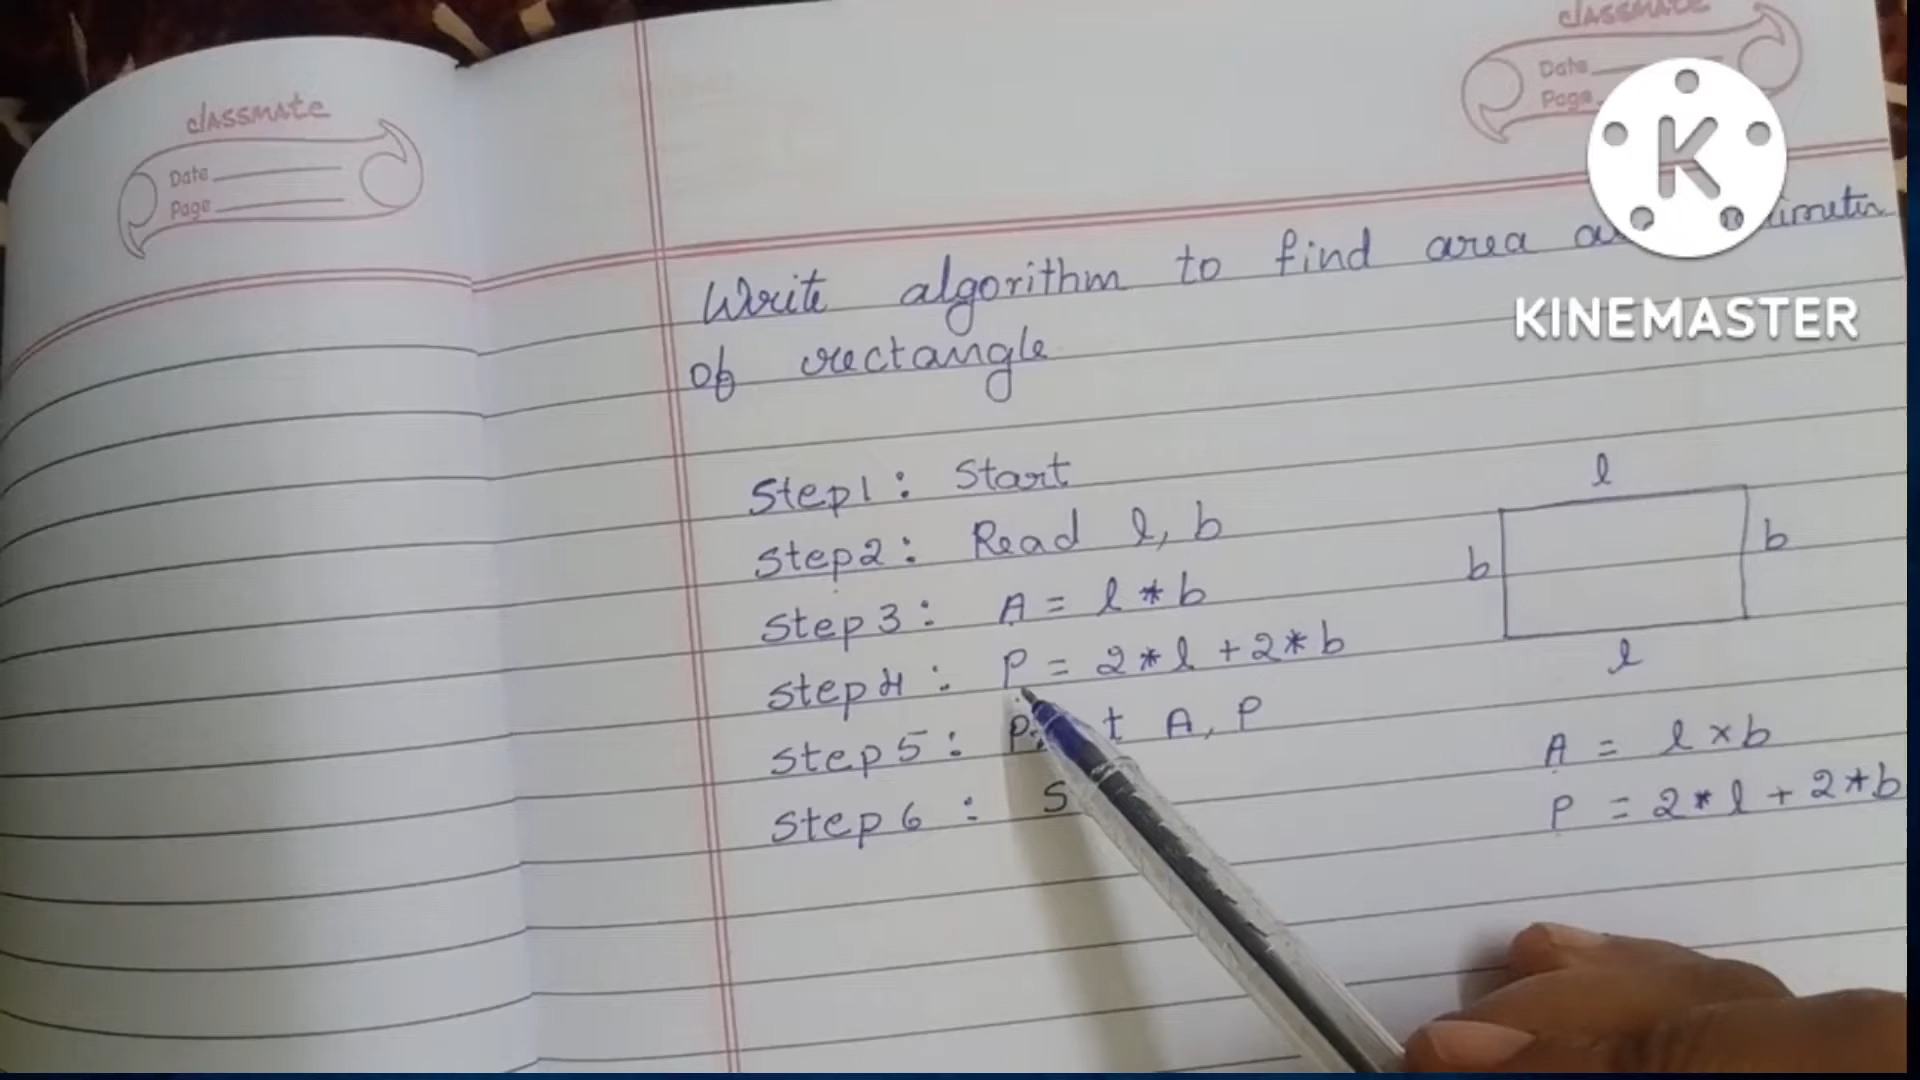 classmate
Date
Page
classmate
Date
Page
KINEMASTER
Write algorithm to find area
of rectangle
Step1: Start
Step2: Read l, b
Step3: A = l * b
Step4: P = 2*l + 2*b
Step5: A, P
Step6:
l
b
b
l
A = l x b
P = 2*l + 2*b